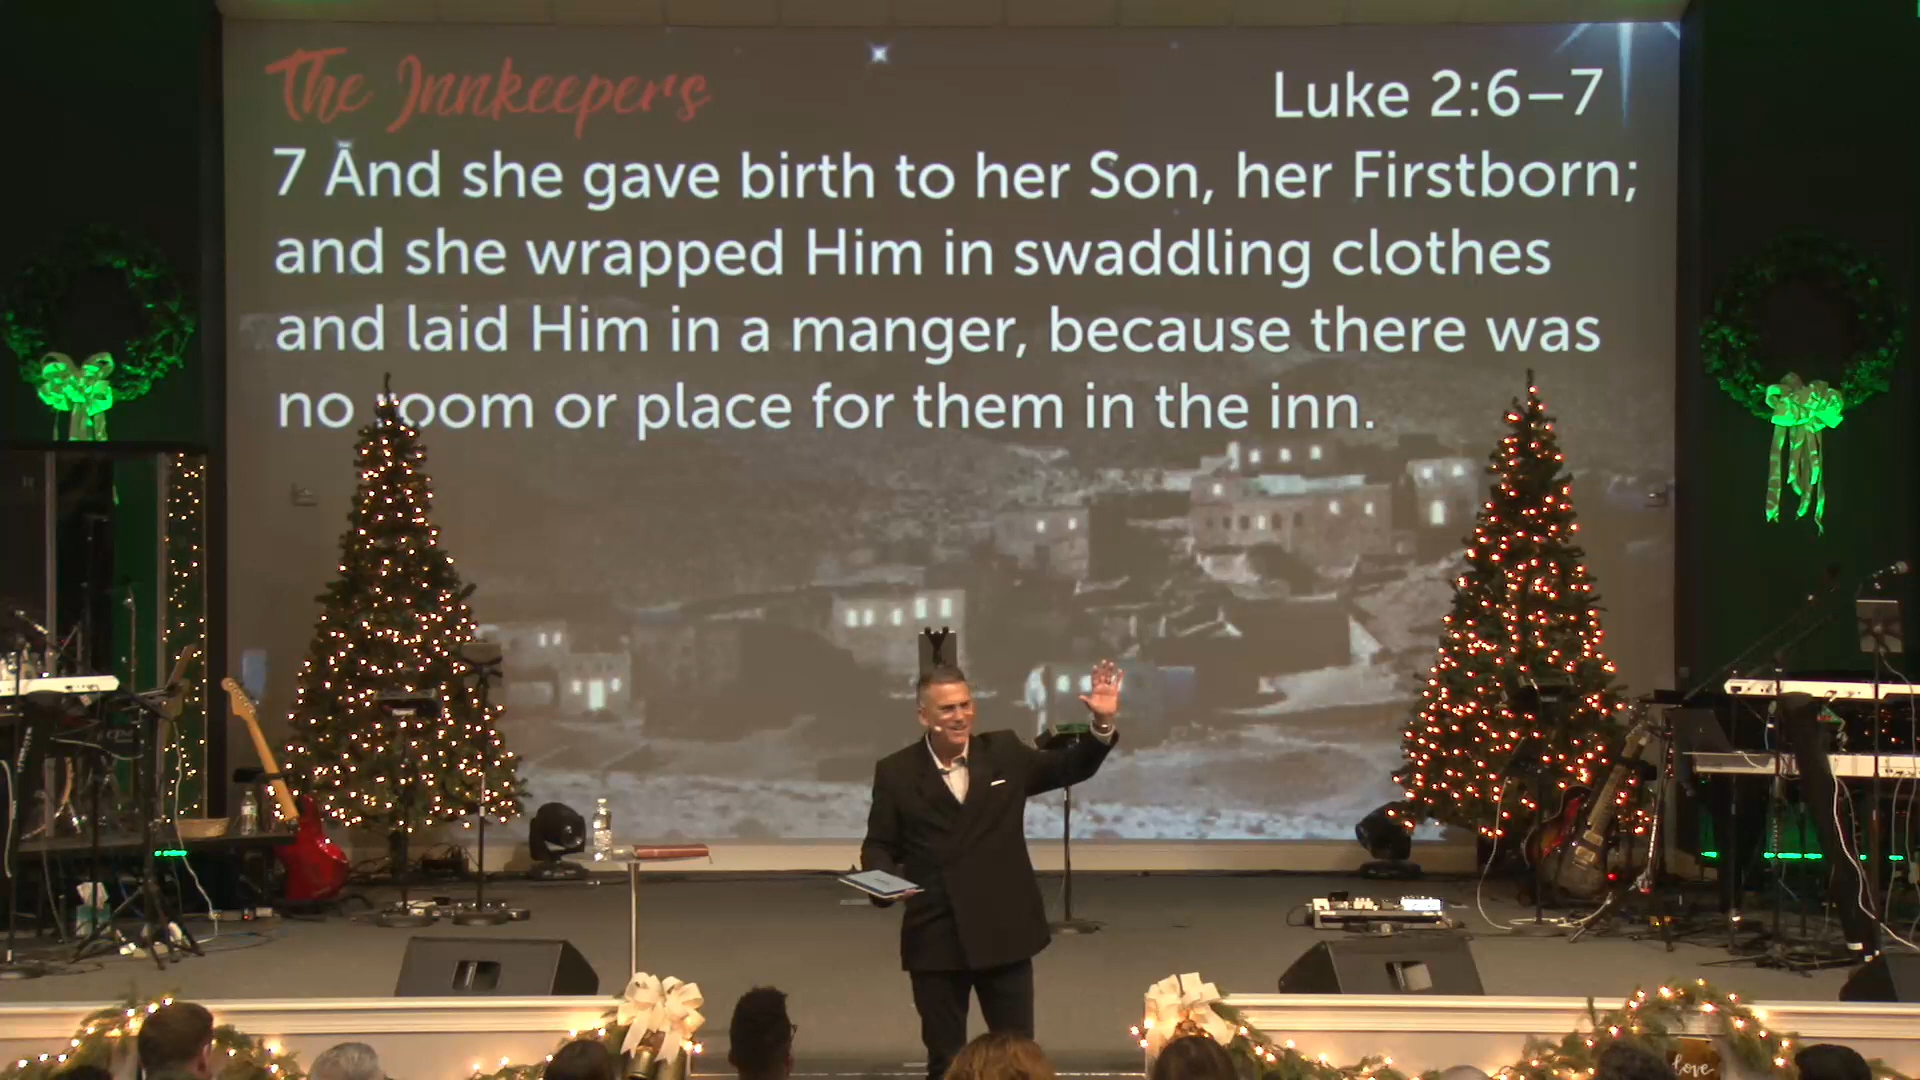 The Innkeepers
Luke 2:6–7
7 And she gave birth to her Son, her Firstborn;
and she wrapped Him in swaddling clothes
and laid Him in a manger, because there was
no room or place for them in the inn.
love